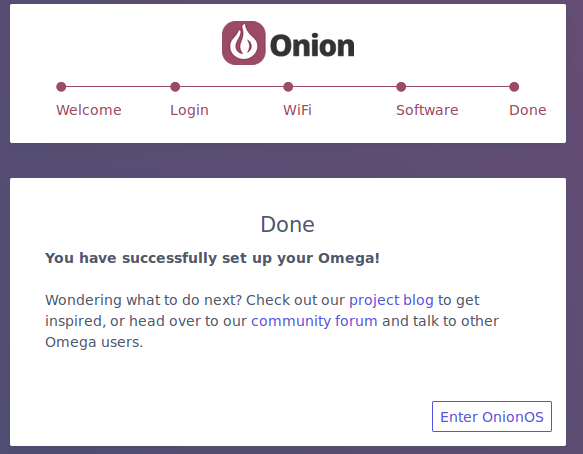 Onion
Welcome Login WiFi Software Done
Done
You have successfully set up your Omega!
Wondering what to do next? Check out our project blog to get
inspired, or head over to our community forum and talk to other
Omega users.
Enter OnionOS